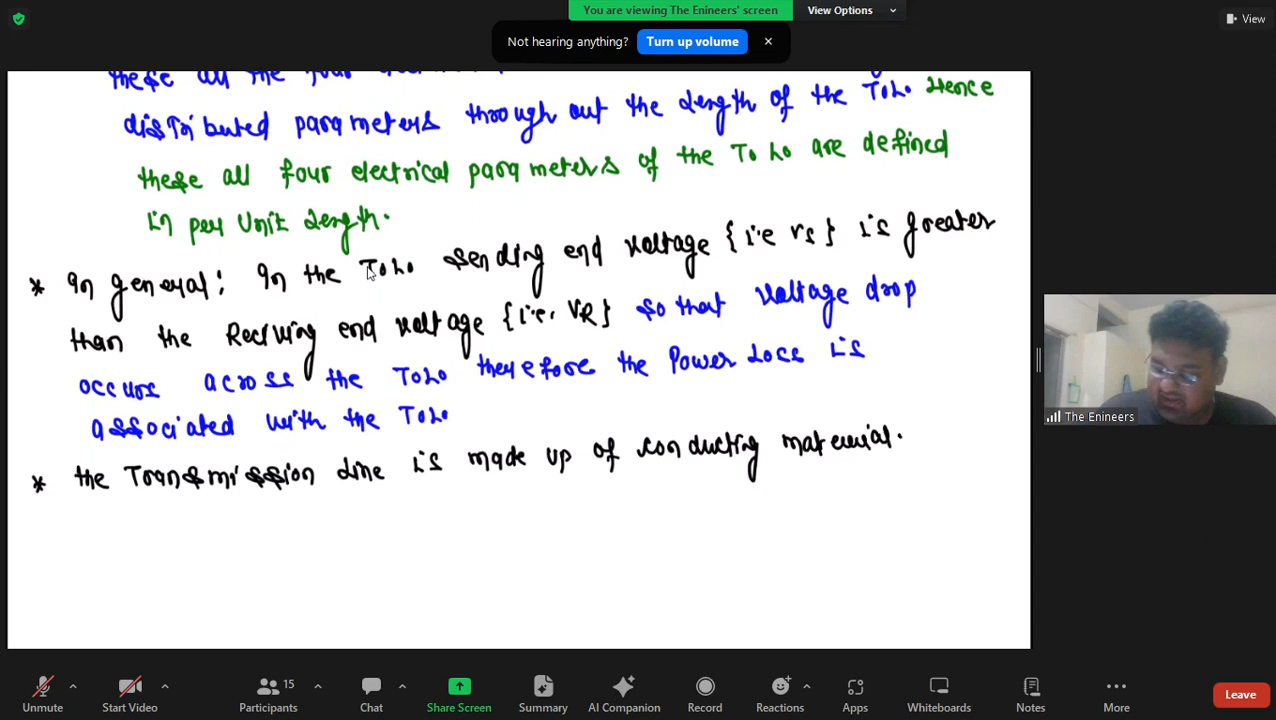 You are viewing The Enineers' screen
View Options
View
Not hearing anything? Turn up volume
these all the four
distributed parameters through out the length of the T.L. Hence
these all four electrical parameters of the T.L. are defined
in per unit length.
* In general: In the T.L. sending end voltage {i.e Vs} is greater
than the Reciving end voltage {i.e. VR} so that voltage drop
occurs across the T.L. therefore the Power Loss is
associated with the T.L.
* the Transmission Line is made up of conducting material.
The Enineers
Unmute
Start Video
15
Participants
Chat
Share Screen
Summary
AI Companion
Record
Reactions
Apps
Whiteboards
Notes
More
Leave